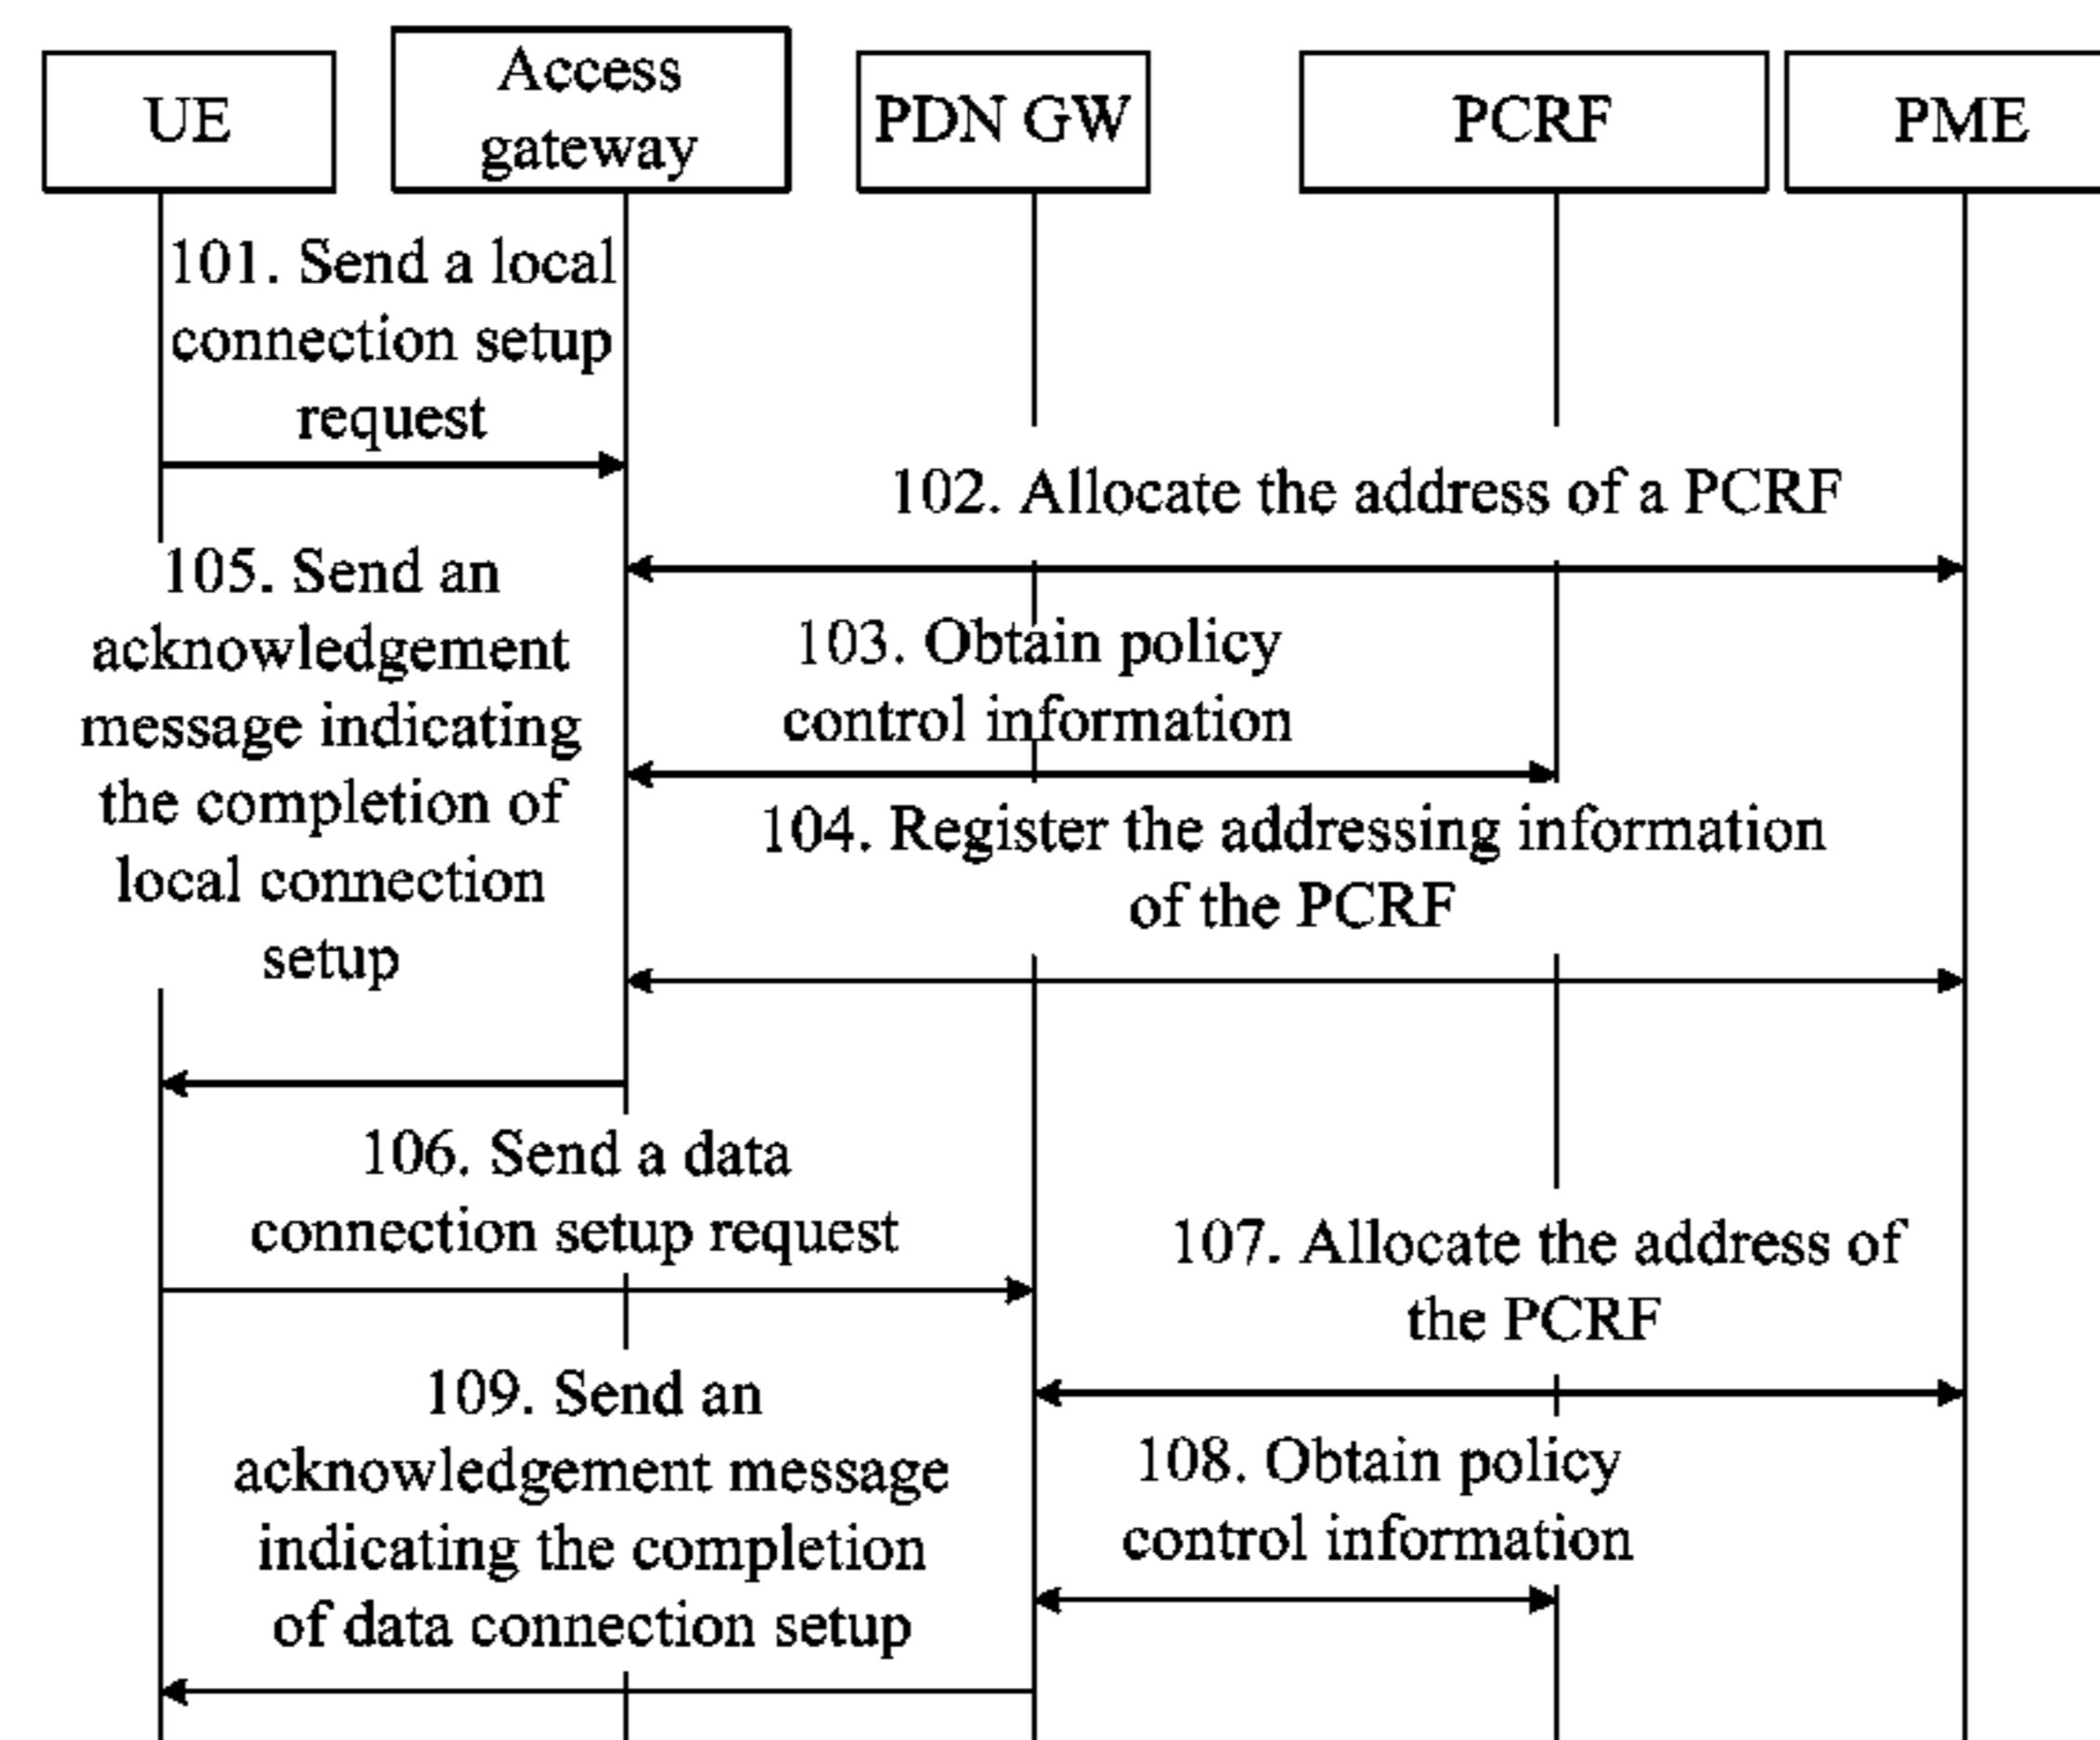 UE
Access
gateway
PDN GW
PCRF
PME
101. Send a local
connection setup
request
102. Allocate the address of a PCRF
105. Send an
acknowledgement
message indicating
the completion of
local connection
setup
103. Obtain policy
control information
104. Register the addressing information
of the PCRF
106. Send a data
connection setup request
107. Allocate the address of
the PCRF
109. Send an
acknowledgement message
indicating the completion
of data connection setup
108. Obtain policy
control information